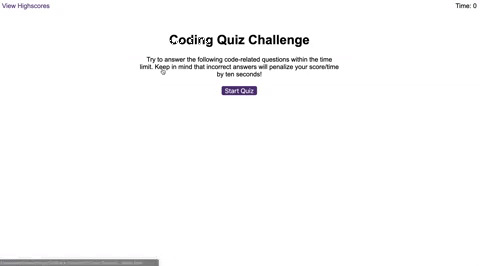 View Highscores
Time: 0
Coding Quiz Challenge
Try to answer the following code-related questions within the time
limit. Keep in mind that incorrect answers will penalize your score/time
by ten seconds!
Start Quiz